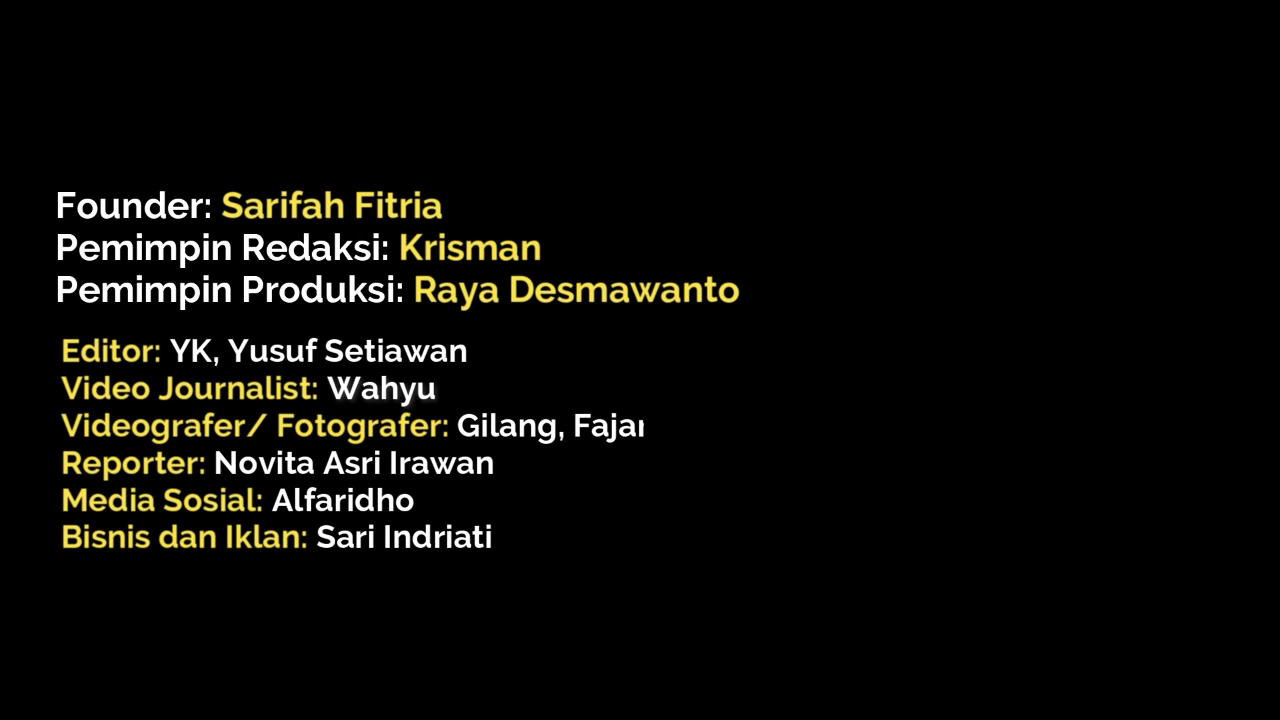 Founder: Sarifah Fitria
Pemimpin Redaksi: Krisman
Pemimpin Produksi: Raya Desmawanto
Editor: YK, Yusuf Setiawan
Video Journalist: Wahyu
Videografer/ Fotografer: Gilang, Fajar
Reporter: Novita Asri Irawan
Media Sosial: Alfaridho
Bisnis dan Iklan: Sari Indriati